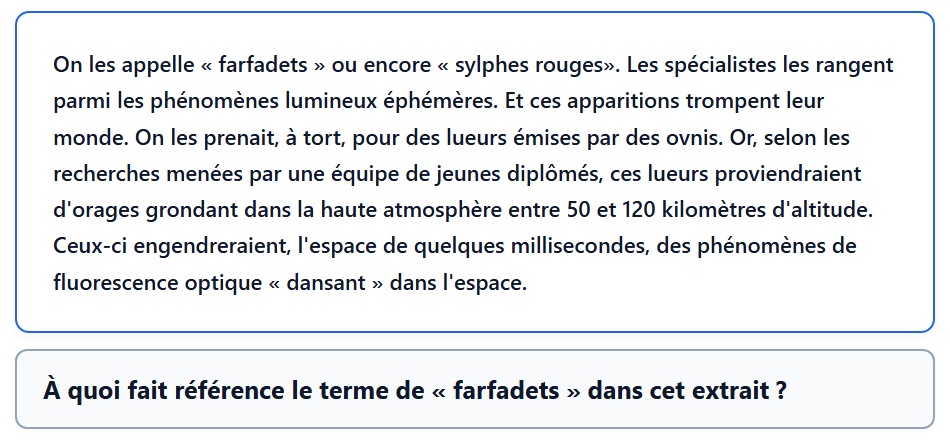 On les appelle « farfadets » ou encore « sylphes rouges». Les spécialistes les rangent
parmi les phénomènes lumineux éphémères. Et ces apparitions trompent leur
monde. On les prenait, à tort, pour des lueurs émises par des ovnis. Or, selon les
recherches menées par une équipe de jeunes diplômés, ces lueurs proviendraient
d'orages grondant dans la haute atmosphère entre 50 et 120 kilomètres d'altitude.
Ceux-ci engendreraient, l'espace de quelques millisecondes, des phénomènes de
fluorescence optique « dansant » dans l'espace.
À quoi fait référence le terme de « farfadets » dans cet extrait ?